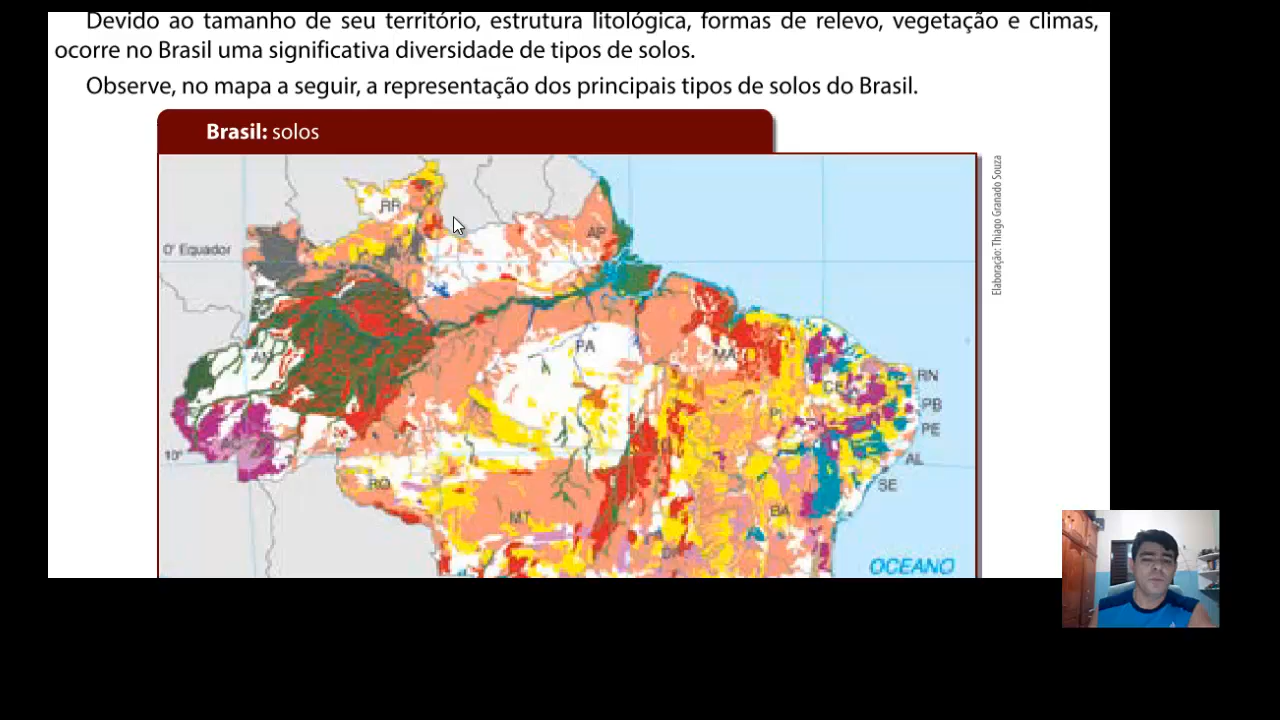 Devido ao tamanho de seu território, estrutura litológica, formas de relevo, vegetação e climas,
ocorre no Brasil uma significativa diversidade de tipos de solos.
Observe, no mapa a seguir, a representação dos principais tipos de solos do Brasil.
Brasil: solos
Elaboração: Thiago Granado Souza
RR
AP
0° Equador
PA
AM
MA
CE
RN
PB
PI
PE
TO
AC
10°
AL
RO
SE
BA
MT
DF
OCEANO